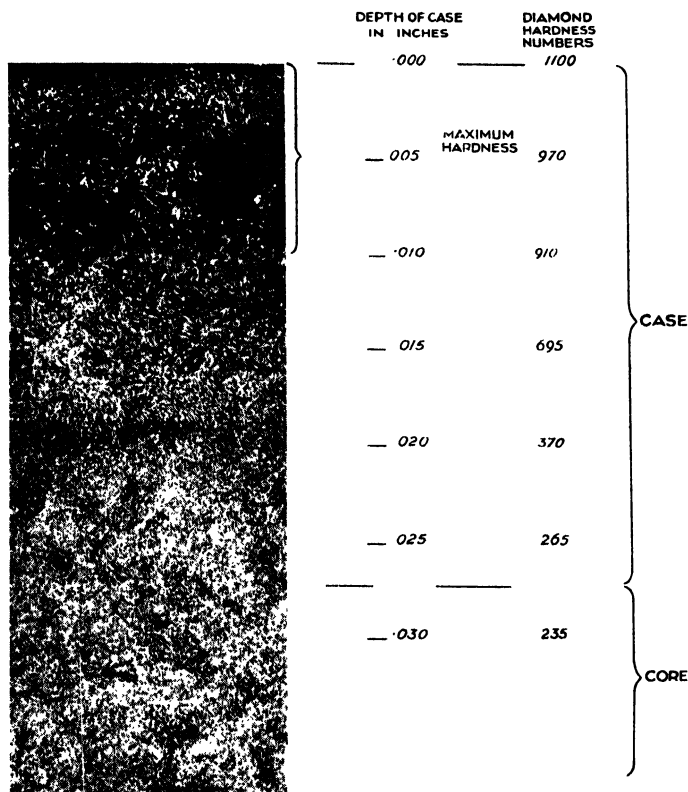 DEPTH OF CASE
IN INCHES
DIAMOND
HARDNESS
NUMBERS
·000 1100
MAXIMUM
HARDNESS
005 970
·010 910
015 695
020 370
025 265
·030 235
CASE
CORE